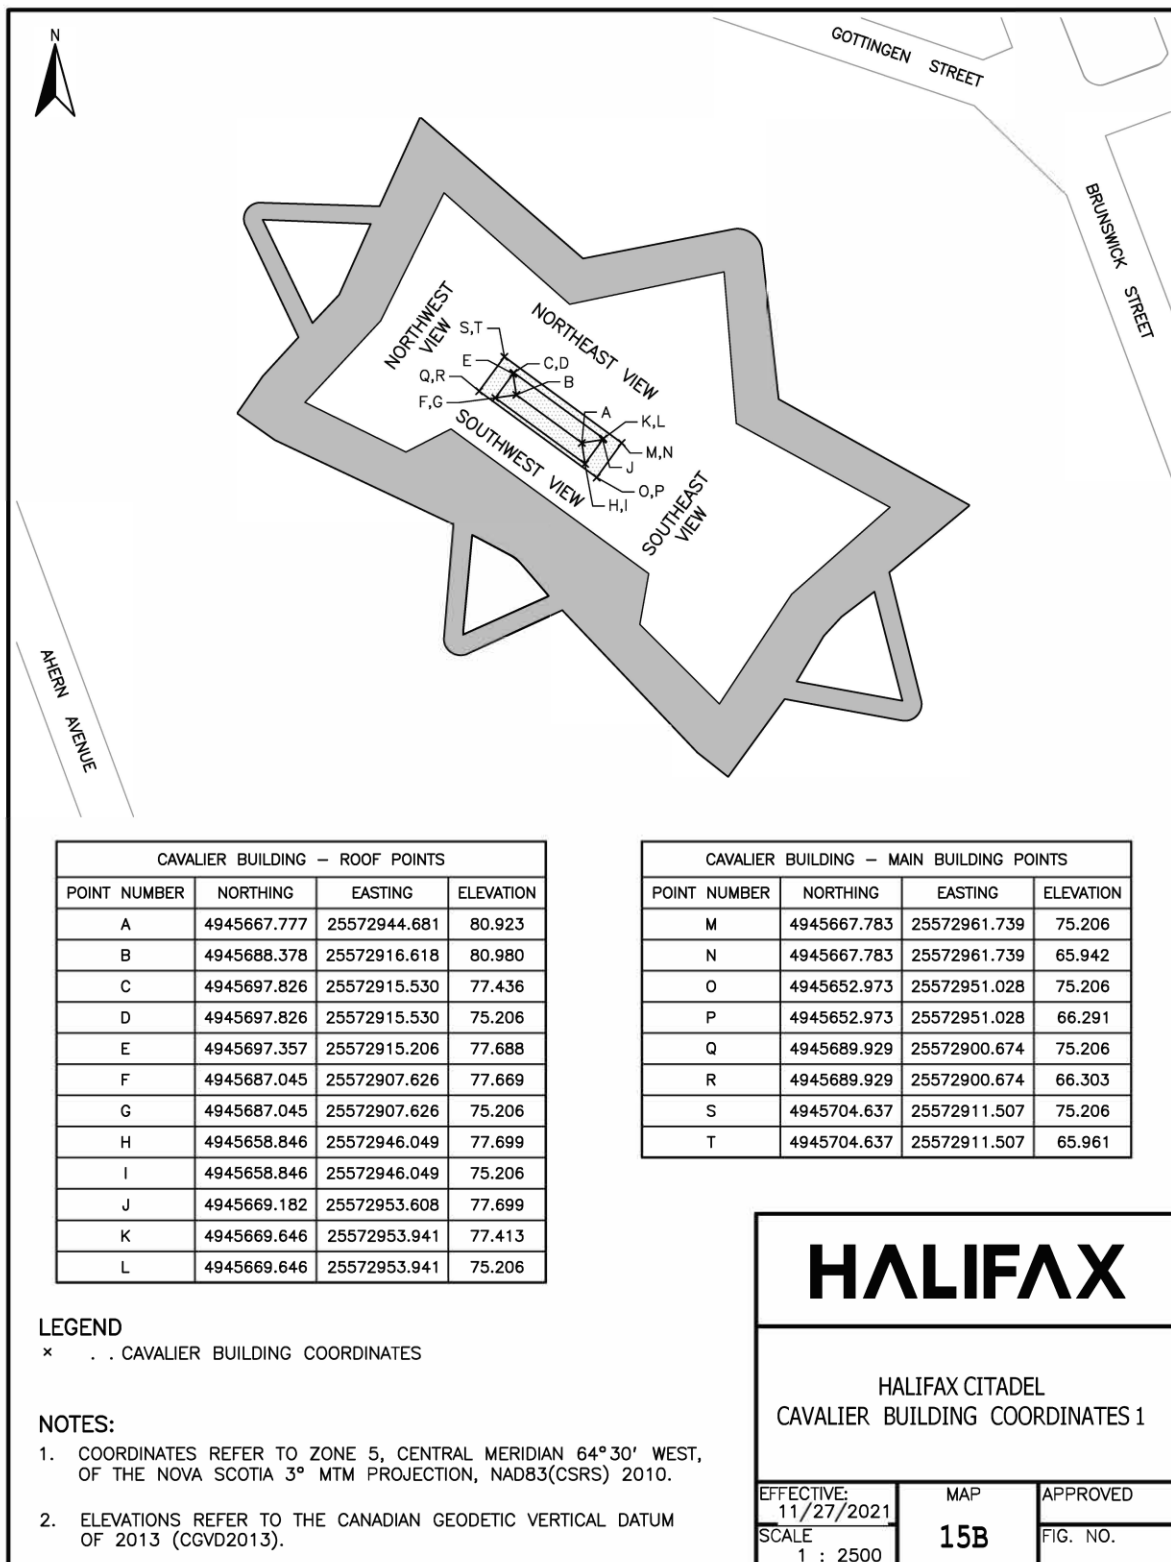 N
GOTTINGEN STREET
BRUNSWICK STREET
AHERN AVENUE
NORTHWEST
VIEW
NORTHEAST VIEW
SOUTHWEST VIEW
SOUTHEAST
VIEW
S,T
E
C,D
Q,R
B
F,G
A
K,L
M,N
J
O,P
H,I
CAVALIER BUILDING – ROOF POINTS
POINT NUMBER NORTHING EASTING ELEVATION
A 4945667.777 25572944.681 80.923
B 4945688.378 25572916.618 80.980
C 4945697.826 25572915.530 77.436
D 4945697.826 25572915.530 75.206
E 4945697.357 25572915.206 77.688
F 4945687.045 25572907.626 77.669
G 4945687.045 25572907.626 75.206
H 4945658.846 25572946.049 77.699
I 4945658.846 25572946.049 75.206
J 4945669.182 25572953.608 77.699
K 4945669.646 25572953.941 77.413
L 4945669.646 25572953.941 75.206
CAVALIER BUILDING – MAIN BUILDING POINTS
POINT NUMBER NORTHING EASTING ELEVATION
M 4945667.783 25572961.739 75.206
N 4945667.783 25572961.739 65.942
O 4945652.973 25572951.028 75.206
P 4945652.973 25572951.028 66.291
Q 4945689.929 25572900.674 75.206
R 4945689.929 25572900.674 66.303
S 4945704.637 25572911.507 75.206
T 4945704.637 25572911.507 65.961
LEGEND
× . . CAVALIER BUILDING COORDINATES
NOTES:
1. COORDINATES REFER TO ZONE 5, CENTRAL MERIDIAN 64°30' WEST,
OF THE NOVA SCOTIA 3° MTM PROJECTION, NAD83(CSRS) 2010.
2. ELEVATIONS REFER TO THE CANADIAN GEODETIC VERTICAL DATUM
OF 2013 (CGVD2013).
HALIFAX
HALIFAX CITADEL
CAVALIER BUILDING COORDINATES 1
EFFECTIVE:
11/27/2021
SCALE
1 : 2500
MAP
15B
APPROVED
FIG. NO.